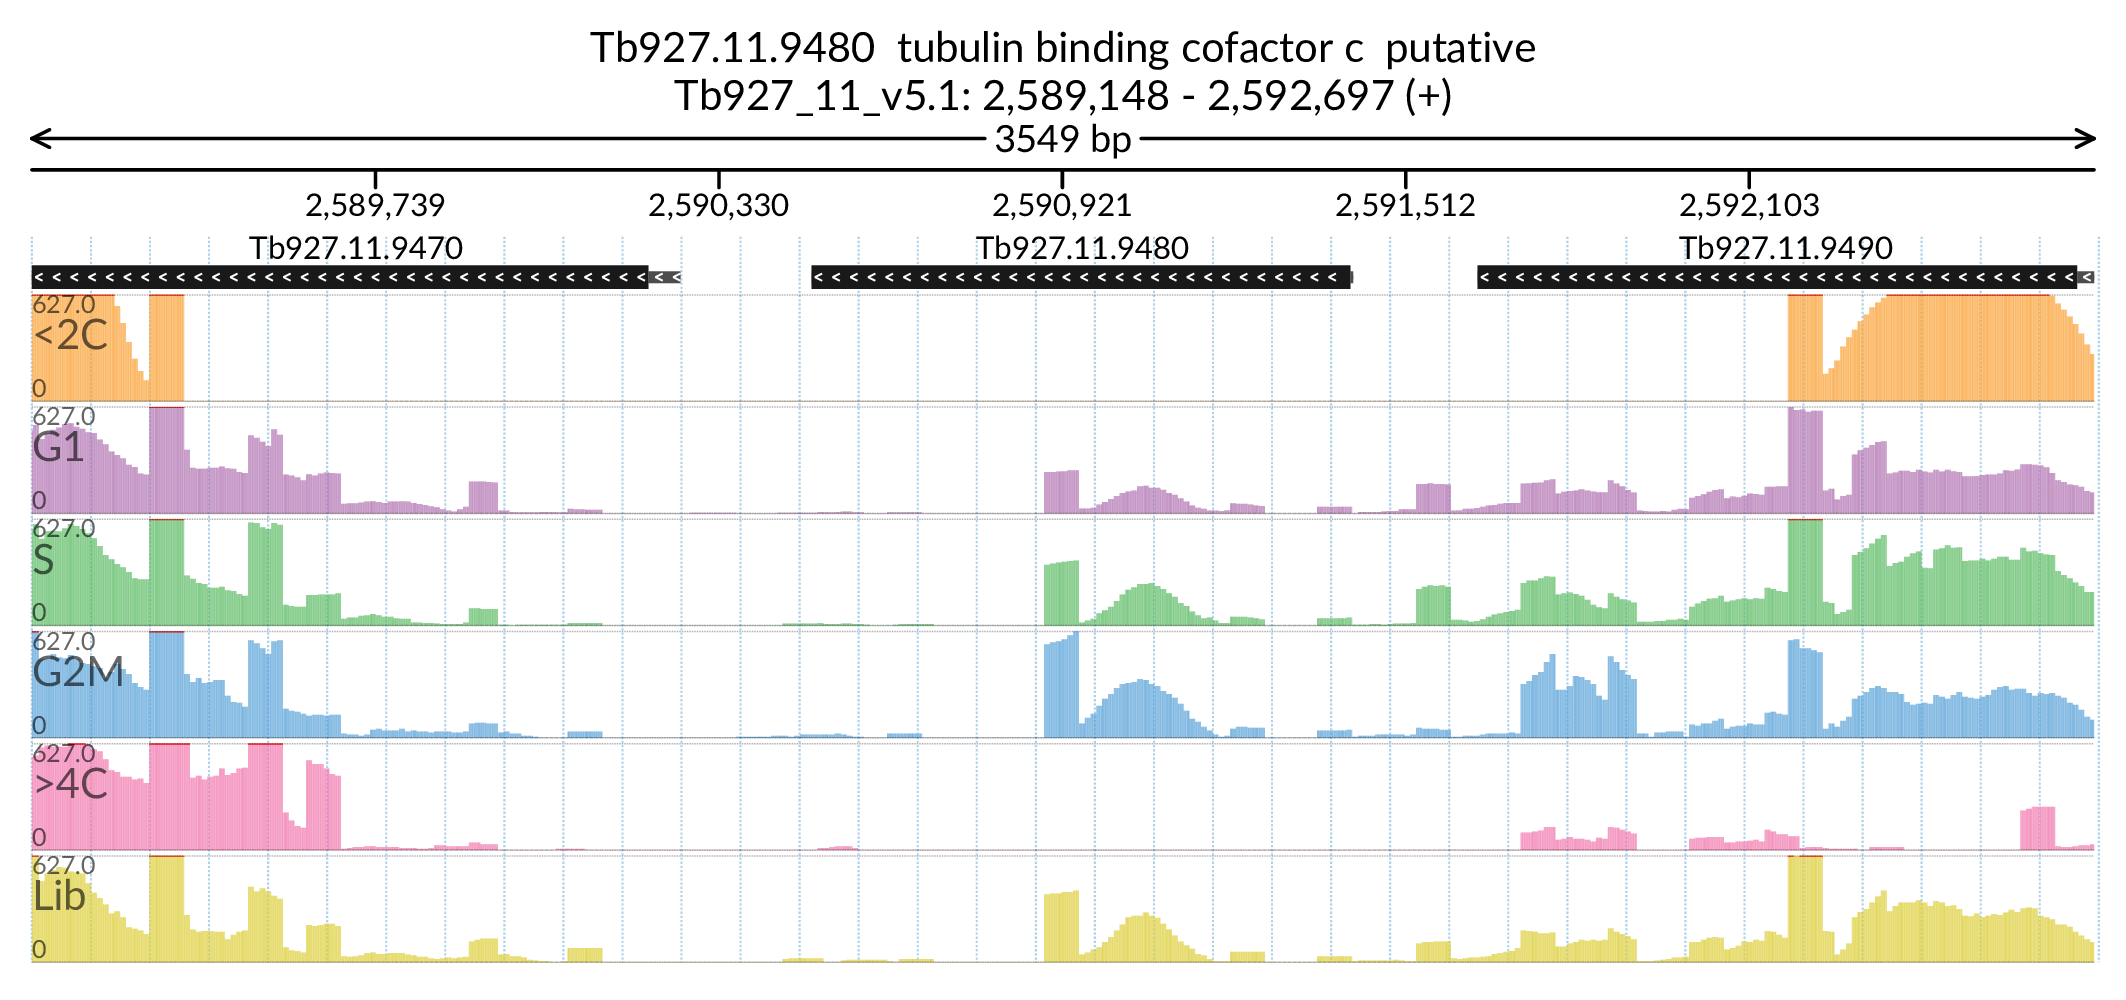 Tb927.11.9480 tubulin binding cofactor c putative
Tb927_11_v5.1: 2,589,148 - 2,592,697 (+)
3549 bp
2,589,739 2,590,330 2,590,921 2,591,512 2,592,103
Tb927.11.9470 Tb927.11.9480 Tb927.11.9490
627.0
<2C
0
627.0
G1
0
627.0
S
0
627.0
G2M
0
627.0
>4C
0
627.0
Lib
0